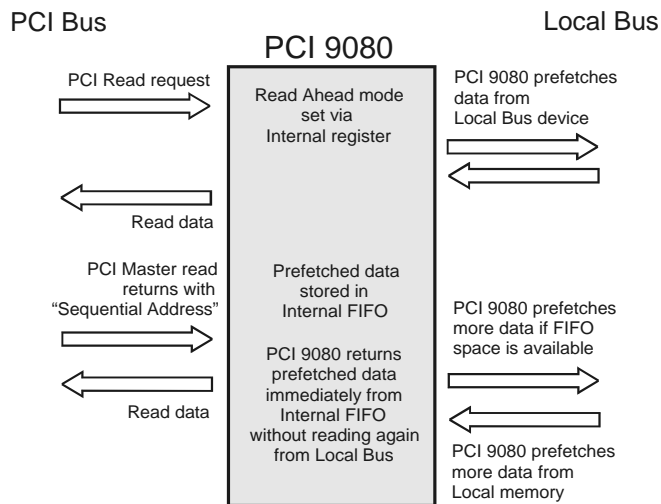 PCI Bus
Local Bus
PCI 9080
PCI Read request
Read Ahead mode
set via
Internal register
PCI 9080 prefetches
data from
Local Bus device
Read data
PCI Master read
returns with
“Sequential Address”
Prefetched data
stored in
Internal FIFO
PCI 9080 prefetches
more data if FIFO
space is available
PCI 9080 returns
prefetched data
immediately from
Internal FIFO
without reading again
from Local Bus
Read data
PCI 9080 prefetches
more data from
Local memory